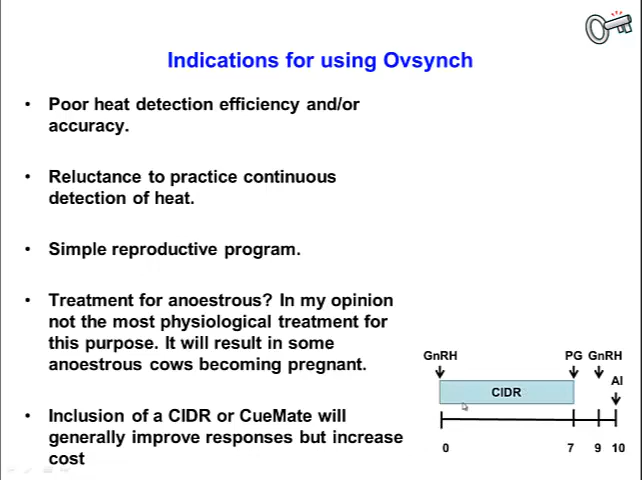 Indications for using Ovsynch
• Poor heat detection efficiency and/or
accuracy.
• Reluctance to practice continuous
detection of heat.
• Simple reproductive program.
• Treatment for anoestrous? In my opinion
not the most physiological treatment for
this purpose. It will result in some
anoestrous cows becoming pregnant.
• Inclusion of a CIDR or CueMate will
generally improve responses but increase
cost
GnRH PG GnRH
AI
CIDR
0 7 9 10